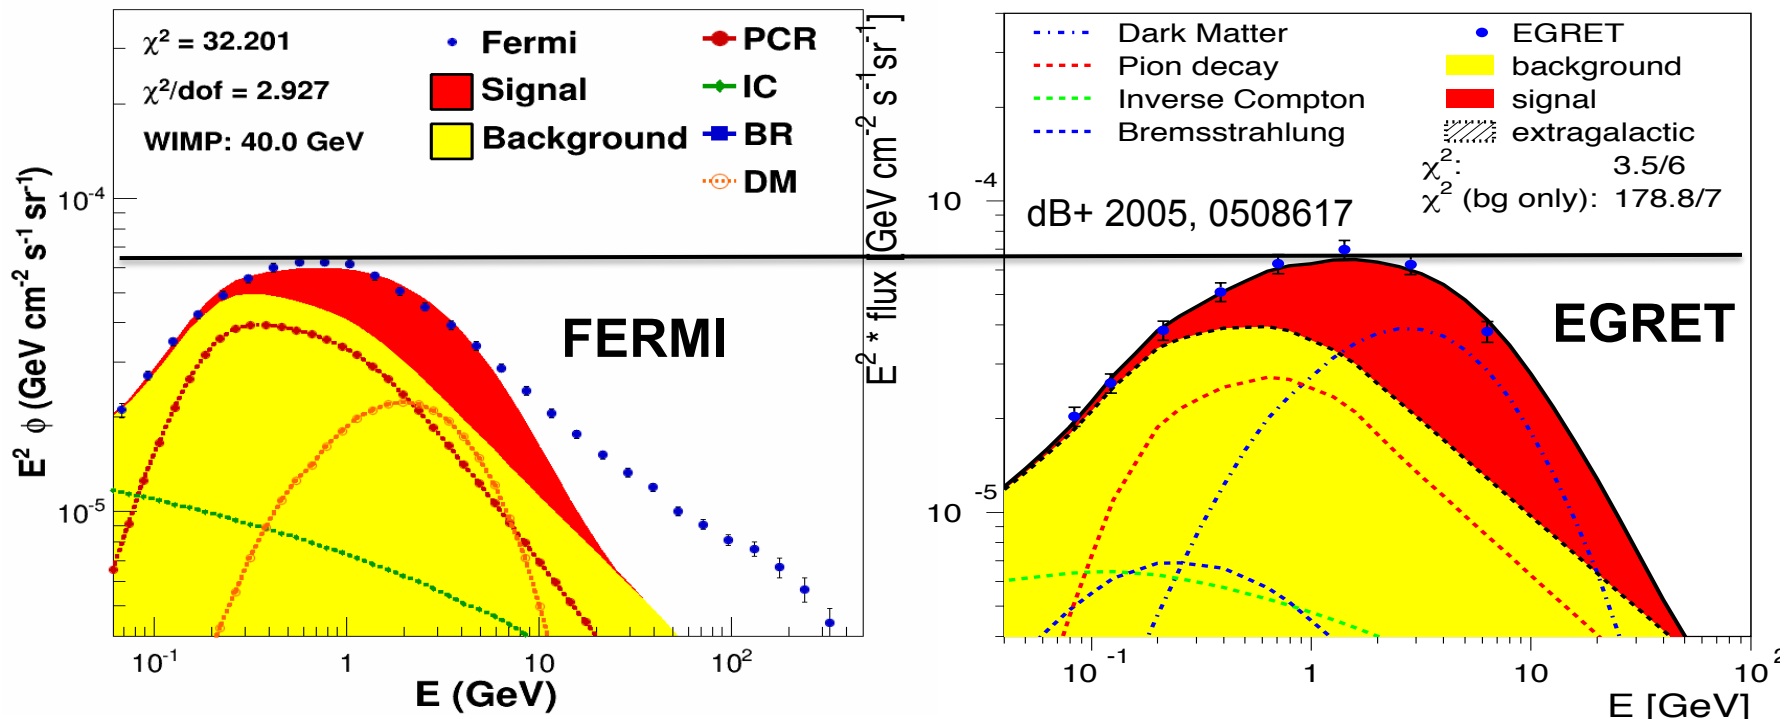 χ² = 32.201
χ²/dof = 2.927
WIMP: 40.0 GeV
Fermi
Signal
Background
PCR
IC
BR
DM
FERMI
E² ϕ (GeV cm⁻² s⁻¹ sr⁻¹)
10⁻⁴
10⁻⁵
10⁻¹
1
10
10²
E (GeV)
E² * flux [GeV cm⁻² s⁻¹ sr⁻¹]
Dark Matter
Pion decay
Inverse Compton
Bremsstrahlung
EGRET
background
signal
extragalactic
χ²: 3.5/6
χ² (bg only): 178.8/7
dB+ 2005, 0508617
EGRET
10⁻⁴
10⁻⁵
10⁻¹
1
10
10²
E [GeV]